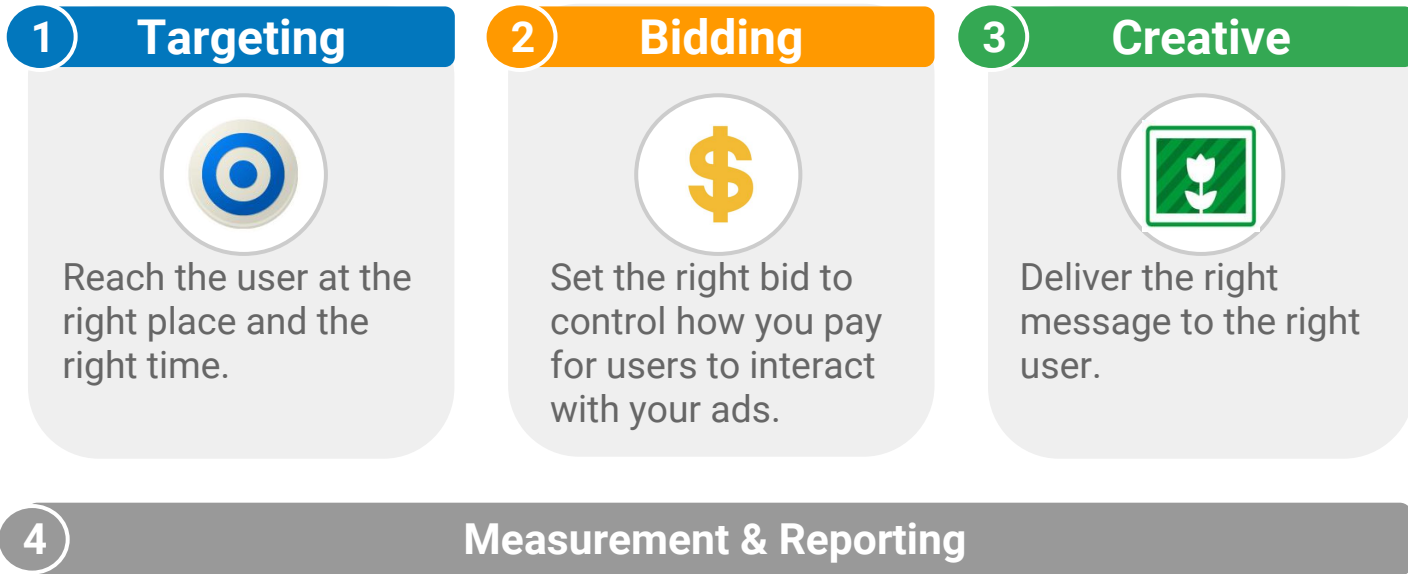 1
Targeting
Reach the user at the
right place and the
right time.
2
Bidding
$
Set the right bid to
control how you pay
for users to interact
with your ads.
3
Creative
Deliver the right
message to the right
user.
4
Measurement & Reporting